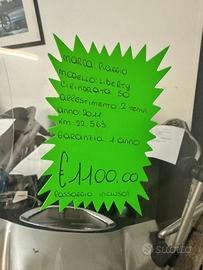 MARCA: PIAGGIO
MODELLO: LIBERTY
CILINDRATA 50
ALLESTIMENTO: 2 TEMPI
ANNO: 2011
KM: 22.563
GARANZIA 1 ANNO
€1100,00
PASSAGGIO INCLUSO!
subito